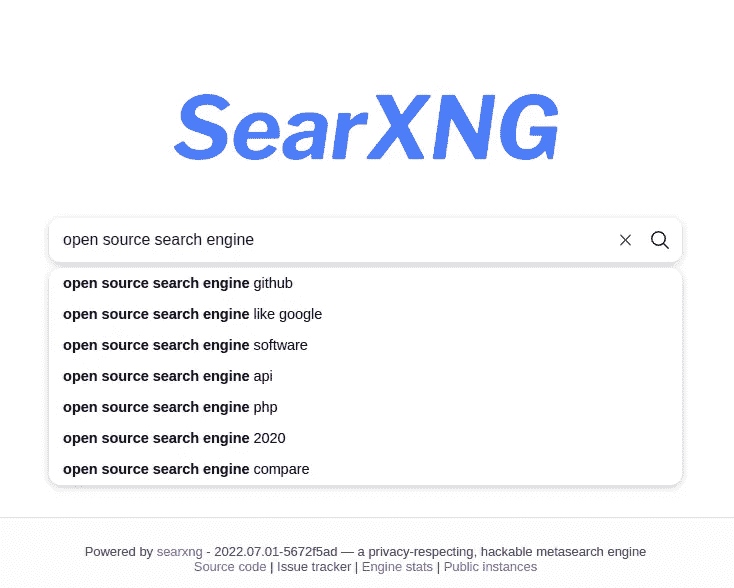 SearXNG
open source search engine
open source search engine github
open source search engine like google
open source search engine software
open source search engine api
open source search engine php
open source search engine 2020
open source search engine compare
Powered by searxng - 2022.07.01-5672f5ad — a privacy-respecting, hackable metasearch engine
Source code | Issue tracker | Engine stats | Public instances